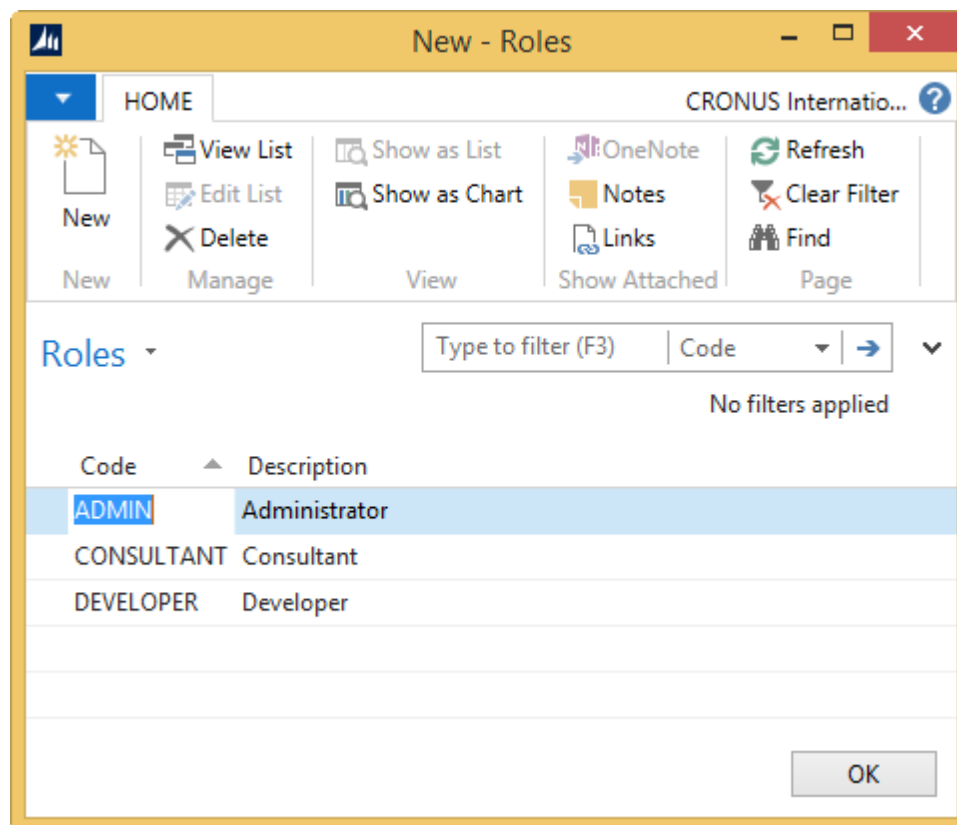 New - Roles
HOME
CRONUS Internatio...
New
View List
Edit List
Delete
Show as List
Show as Chart
OneNote
Notes
Links
Refresh
Clear Filter
Find
New
Manage
View
Show Attached
Page
Roles
Type to filter (F3)
Code
No filters applied
Code Description
ADMIN Administrator
CONSULTANT Consultant
DEVELOPER Developer
OK